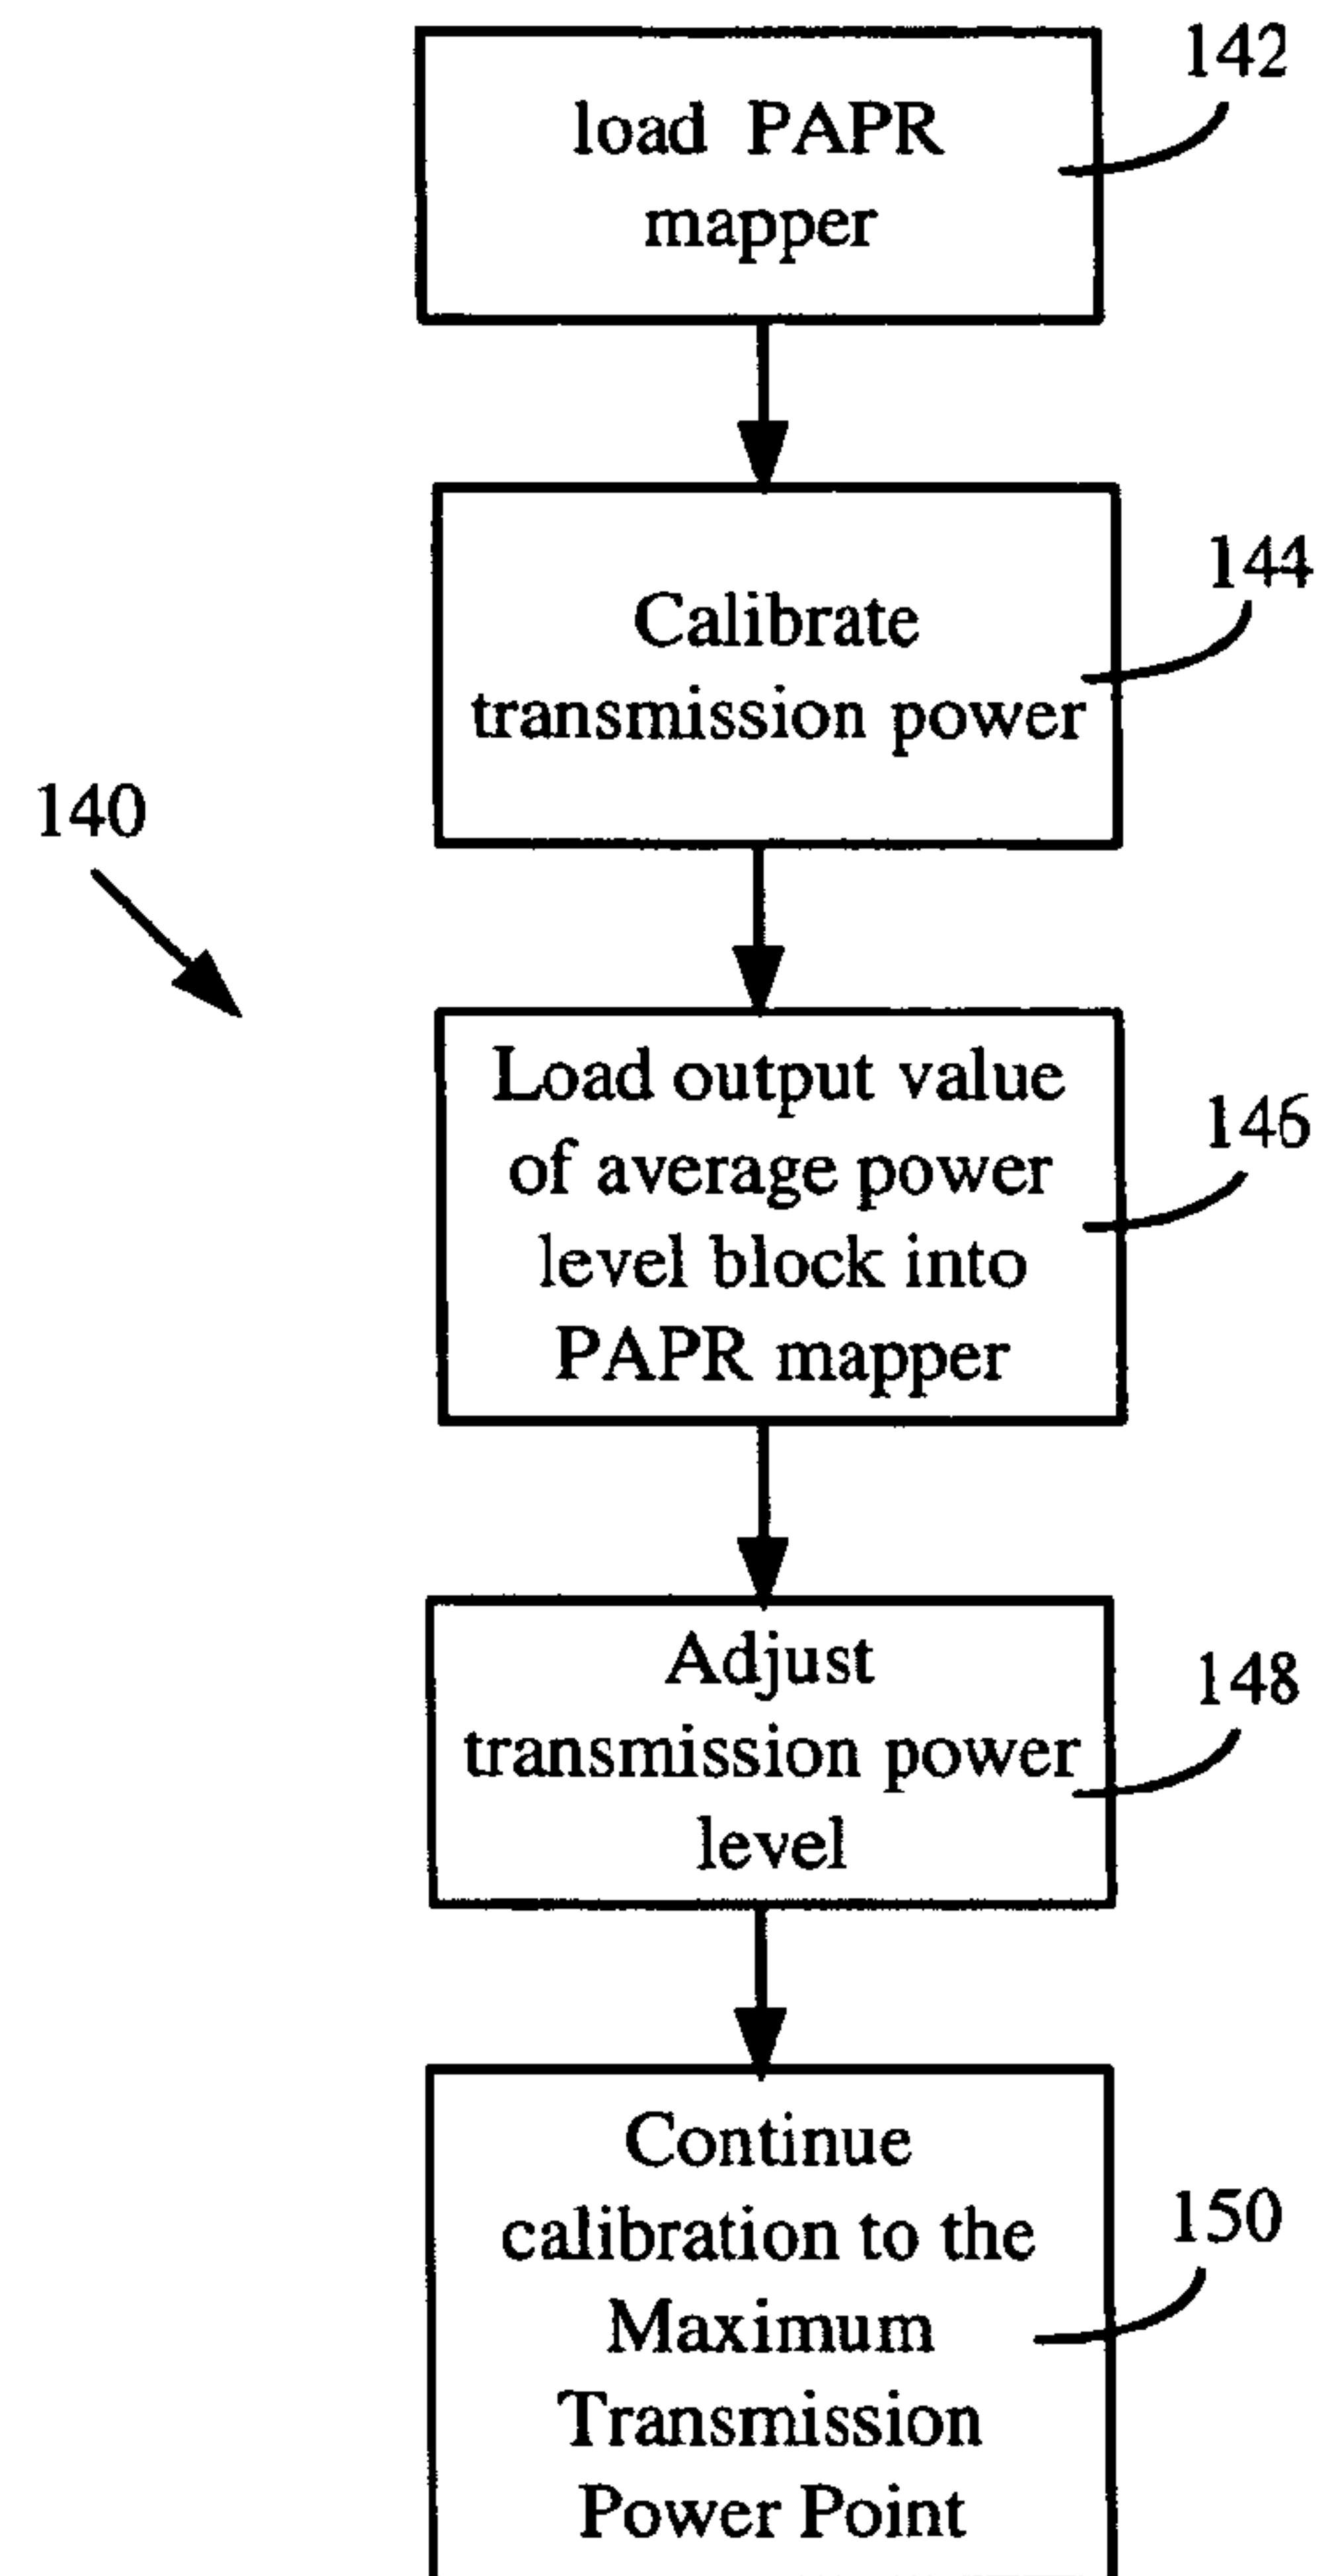 142
load PAPR
mapper
144
Calibrate
transmission power
140
Load output value
of average power
level block into
PAPR mapper
146
Adjust
transmission power
level
148
Continue
calibration to the
Maximum
Transmission
Power Point
150